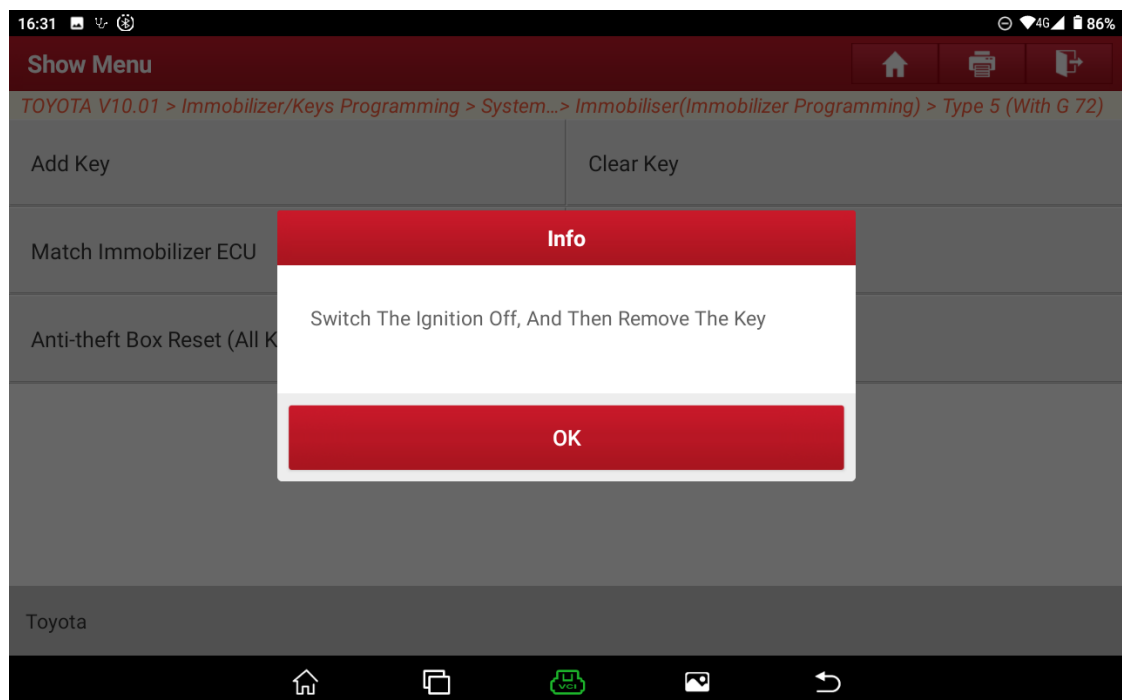 16:31
4G 86%
Show Menu
TOYOTA V10.01 > Immobilizer/Keys Programming > System...> Immobiliser(Immobilizer Programming) > Type 5 (With G 72)
Add Key
Clear Key
Match Immobilizer ECU
Anti-theft Box Reset (All K
Info
Switch The Ignition Off, And Then Remove The Key
OK
Toyota
VCI